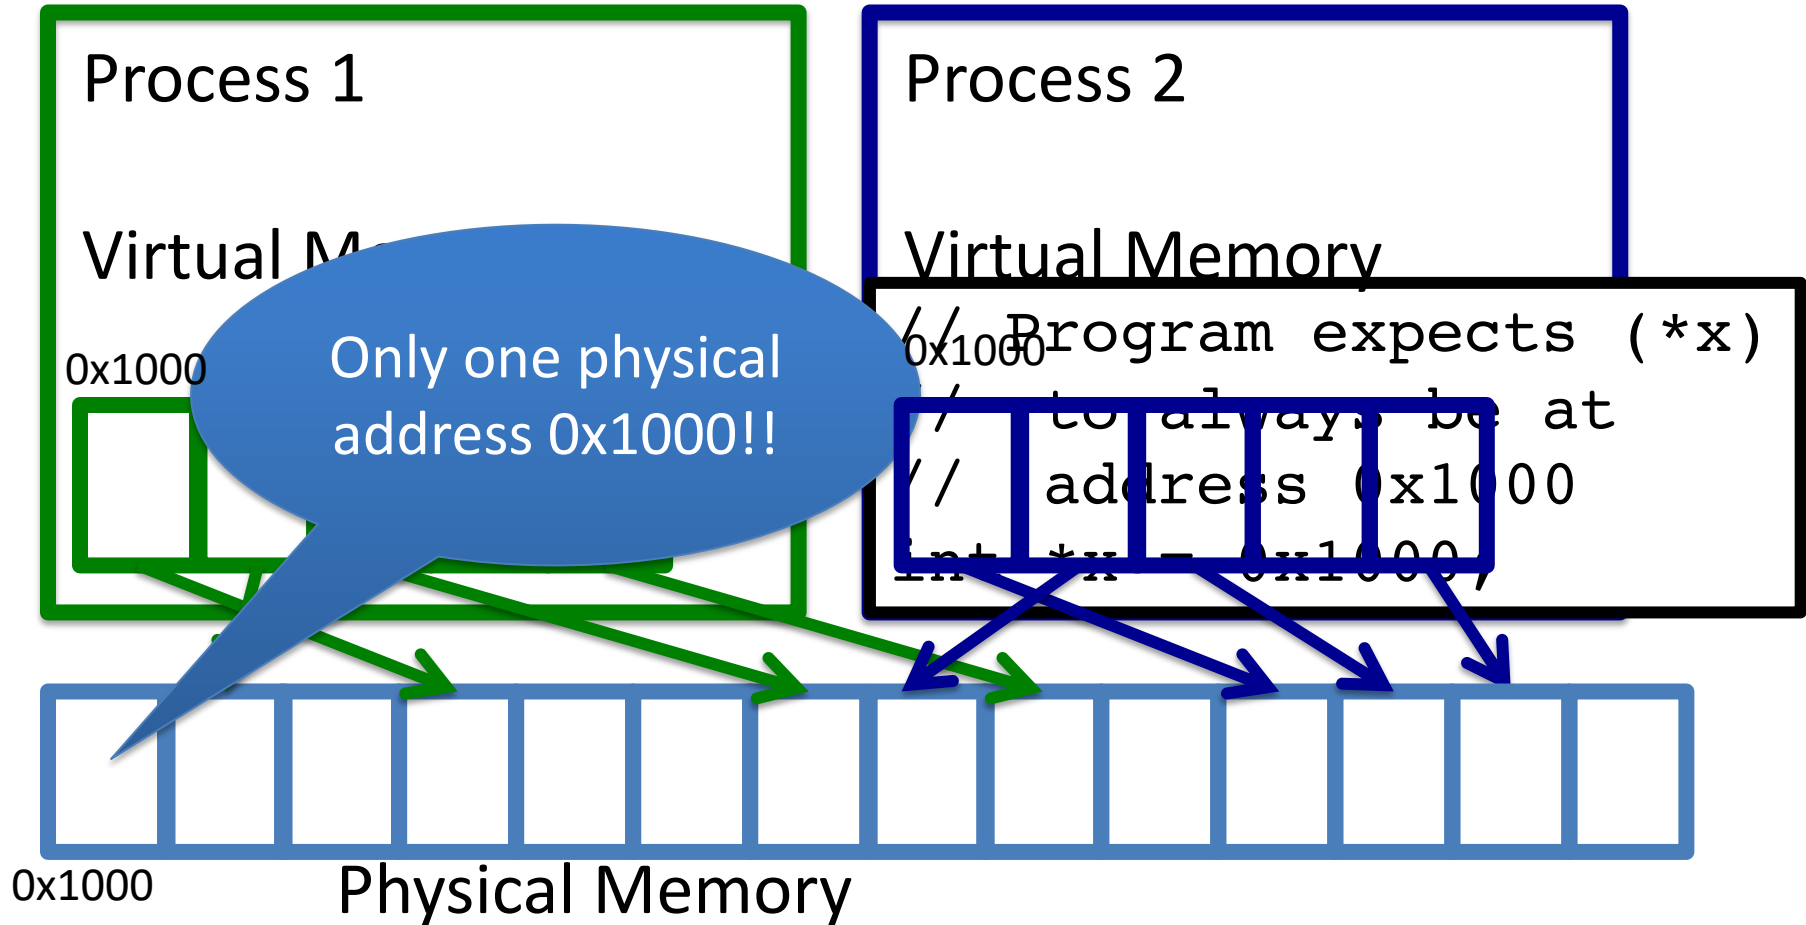 Process 1
Virtual M
0x1000
Only one physical
address 0x1000!!
Process 2
Virtual Memory
0x1000
// Program expects (*x)
// to always be at
// address 0x1000
int *x = 0x1000;
0x1000
Physical Memory